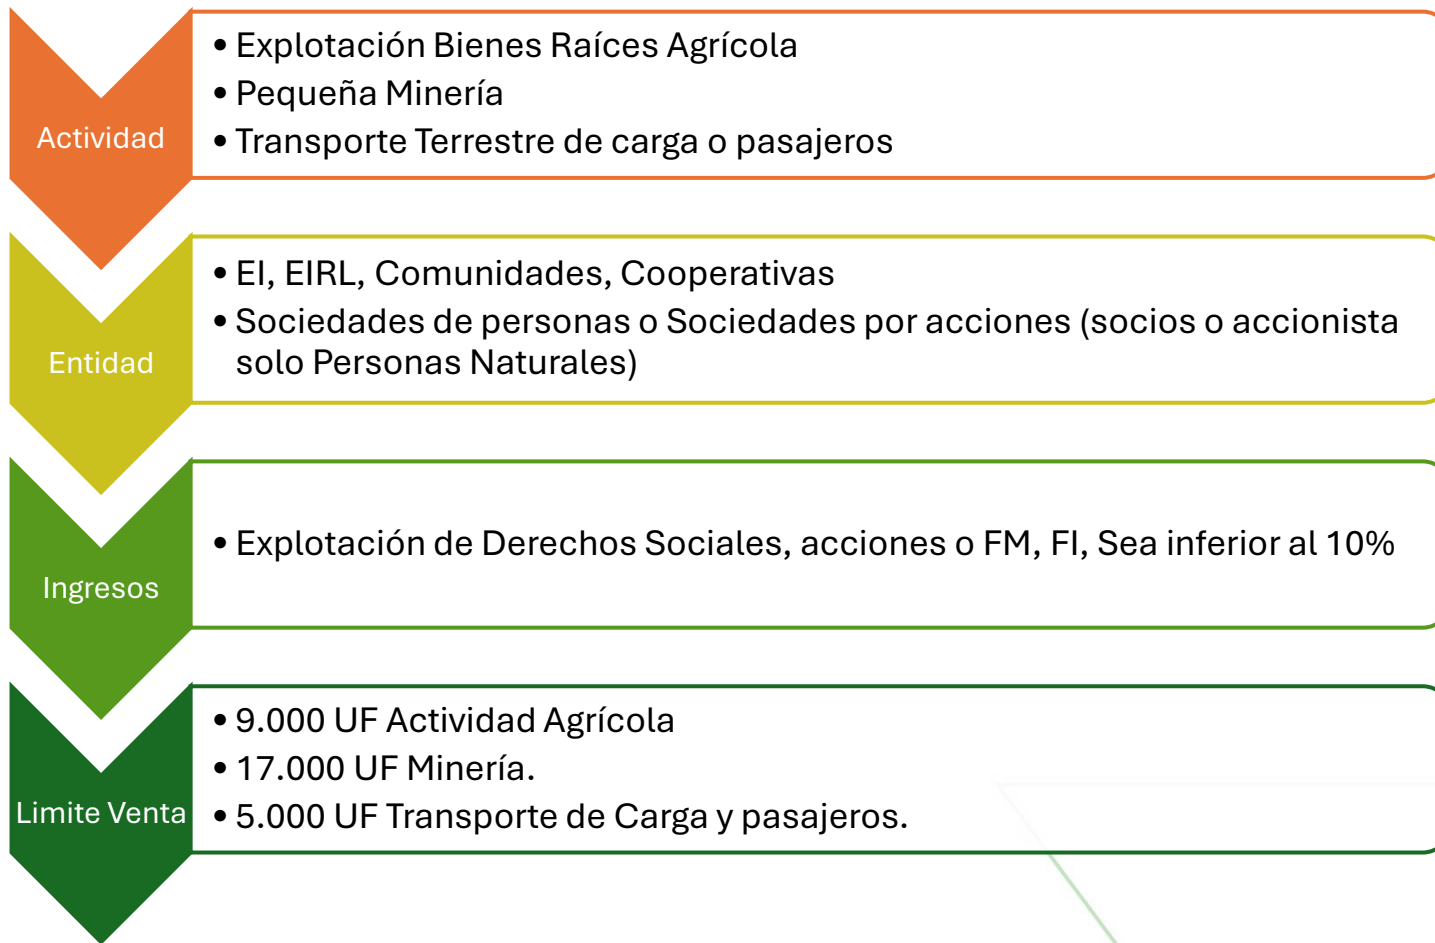 Actividad
• Explotación Bienes Raíces Agrícola
• Pequeña Minería
• Transporte Terrestre de carga o pasajeros
Entidad
• EI, EIRL, Comunidades, Cooperativas
• Sociedades de personas o Sociedades por acciones (socios o accionista
solo Personas Naturales)
Ingresos
• Explotación de Derechos Sociales, acciones o FM, FI, Sea inferior al 10%
Limite Venta
• 9.000 UF Actividad Agrícola
• 17.000 UF Minería.
• 5.000 UF Transporte de Carga y pasajeros.